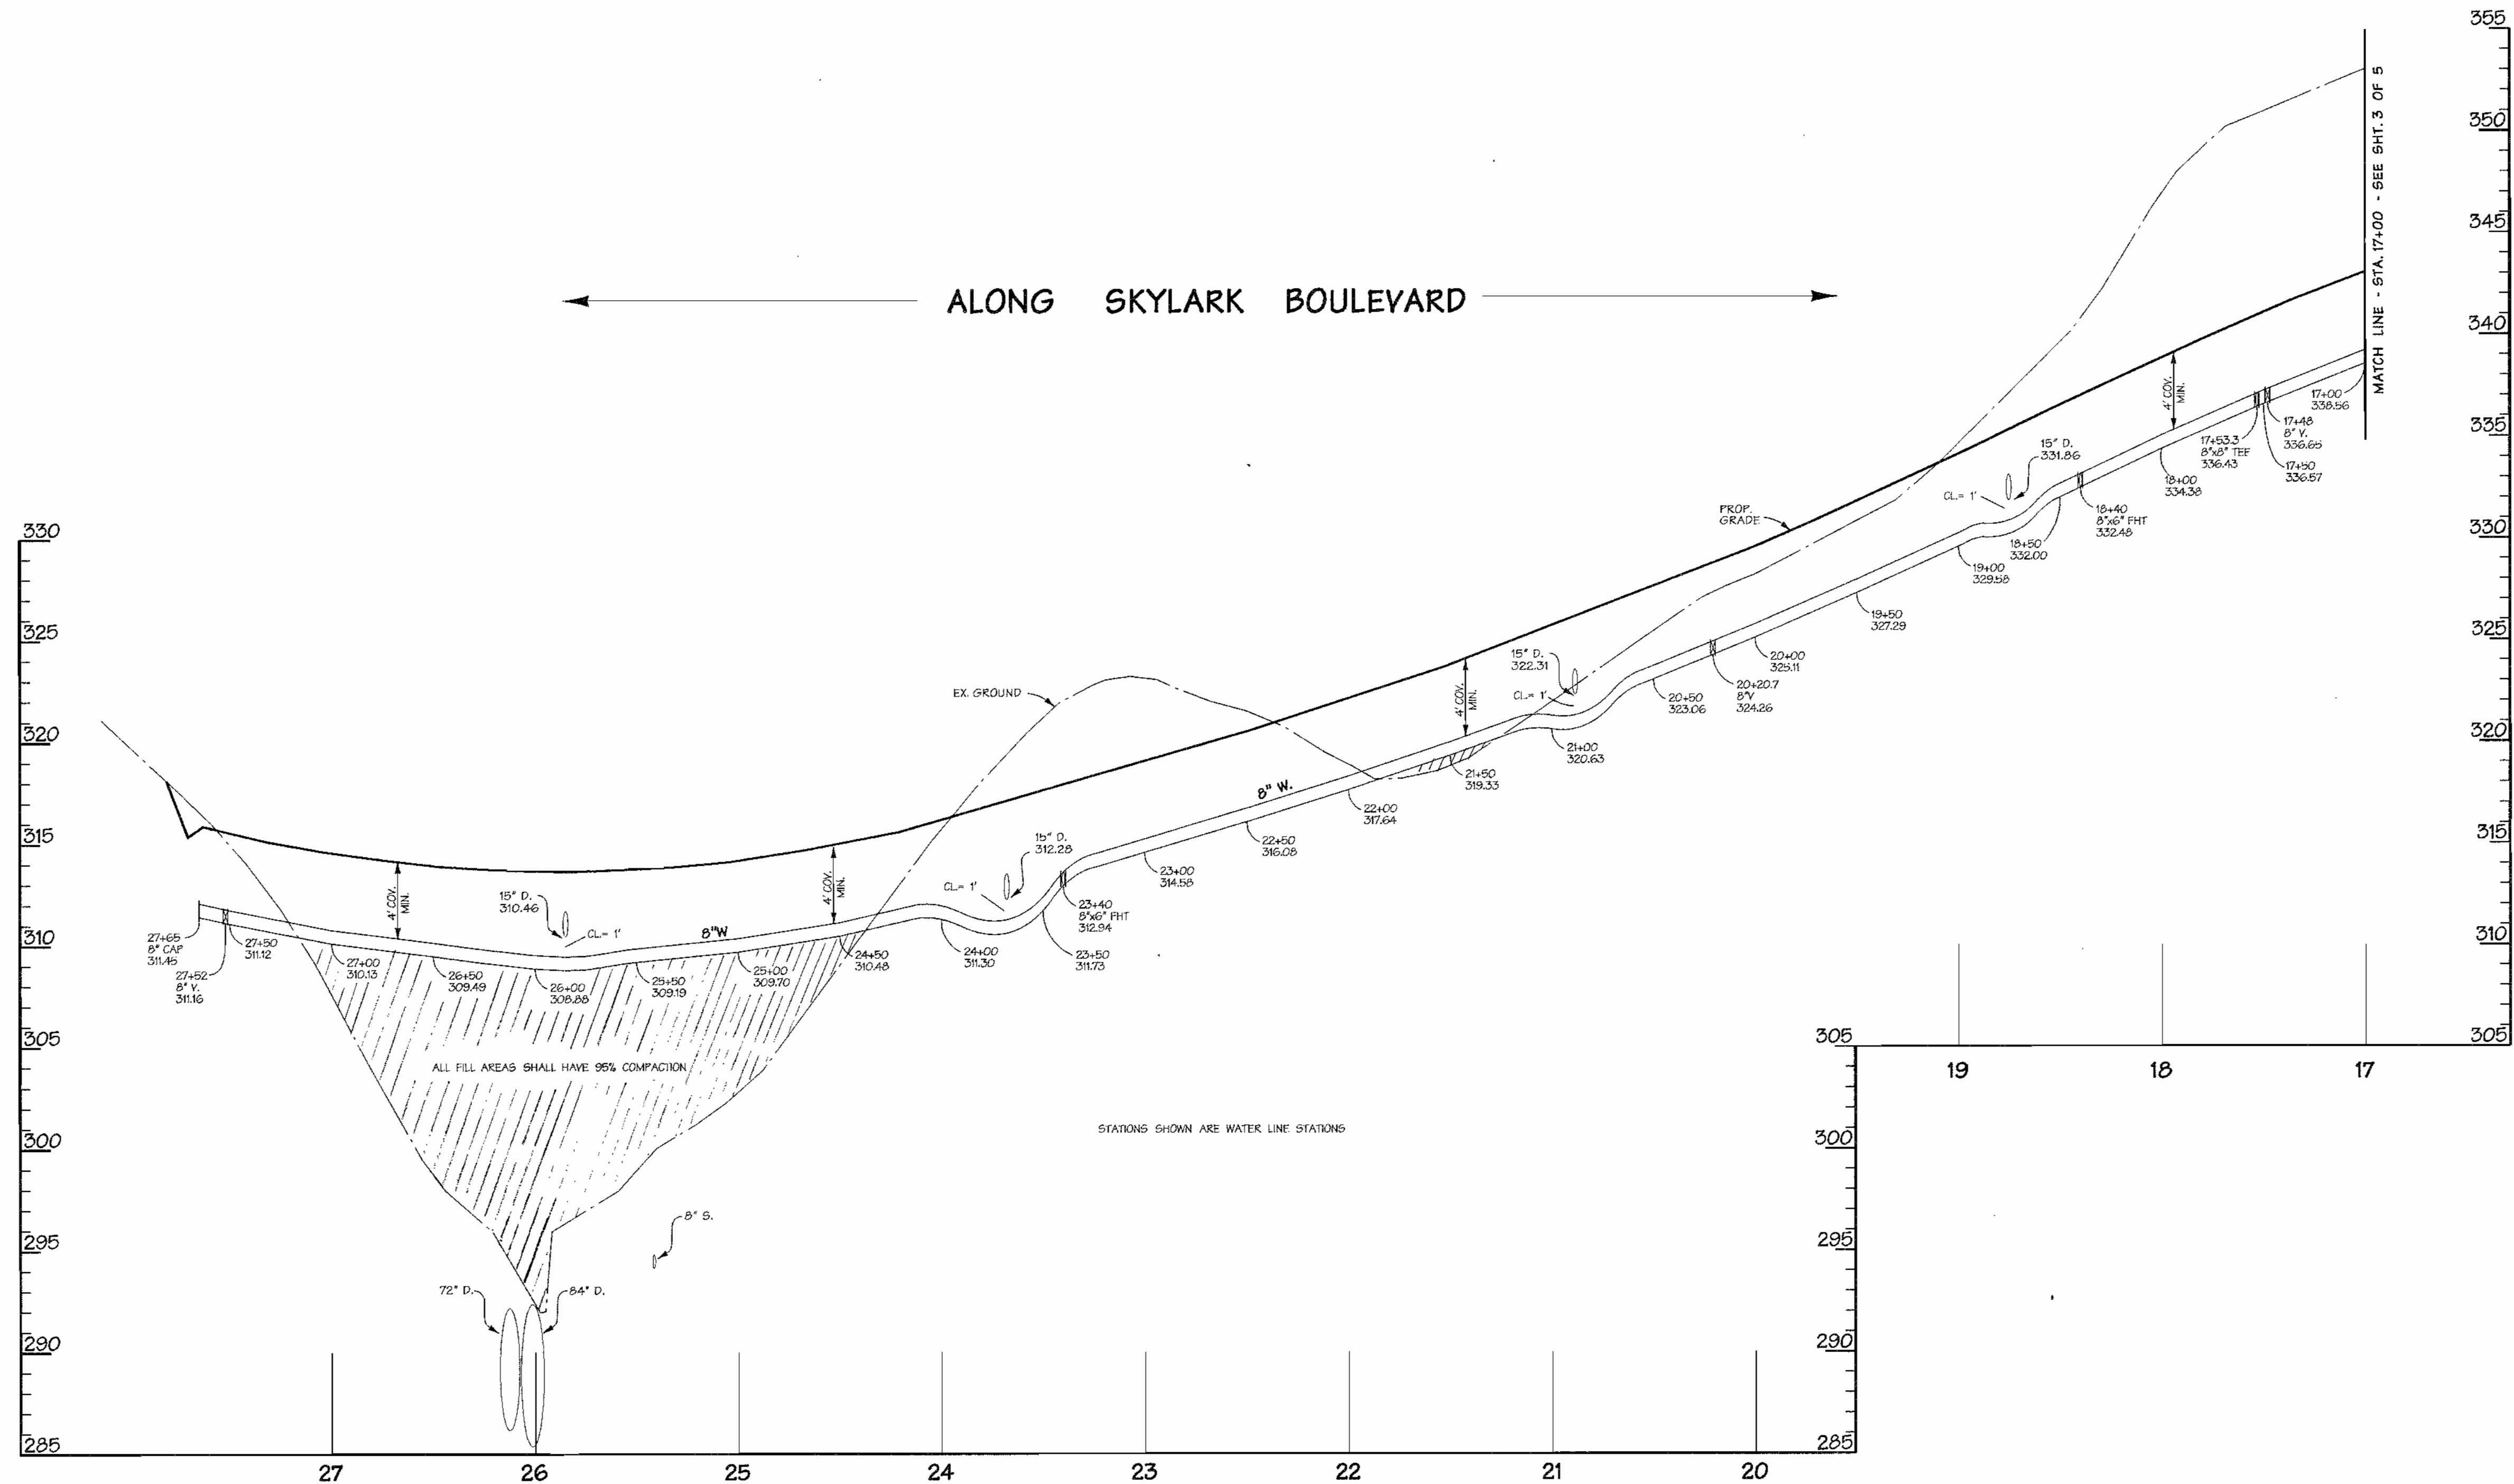 355
350
345
340
335
330
325
320
315
310
305
MATCH LINE - STA. 17+00 - SEE SHT. 3 OF 5
ALONG SKYLARK BOULEVARD
330
325
320
315
310
305
300
295
290
285
4' COV.
MIN.
17+00
338.56
17+48
8" V.
336.65
17+50
336.57
17+53.3
8"x8" TEE
336.43
18+00
334.38
15" D.
331.86
CL.= 1'
18+40
8"x6" FHT
332.48
18+50
332.00
19+00
329.58
PROP.
GRADE
19+50
327.29
20+00
325.11
20+20.7
8"V
324.26
20+50
323.06
15" D.
322.31
CL.= 1'
4' COV.
MIN.
21+00
320.63
21+50
319.33
EX. GROUND
8" W.
22+00
317.64
22+50
316.08
23+00
314.58
15" D.
312.28
CL.= 1'
23+40
8"x6" FHT
312.94
23+50
311.73
24+00
311.30
4' COV.
MIN.
24+50
310.48
8"W
25+00
309.70
25+50
309.19
15" D.
310.46
CL.= 1'
26+00
308.88
4' COV.
MIN.
26+50
309.49
27+00
310.13
27+50
311.12
27+65
8" CAP
311.45
27+52
8" V.
311.16
ALL FILL AREAS SHALL HAVE 95% COMPACTION
STATIONS SHOWN ARE WATER LINE STATIONS
8" S.
72" D.
84" D.
305
300
295
290
285
19 18 17
27 26 25 24 23 22 21 20